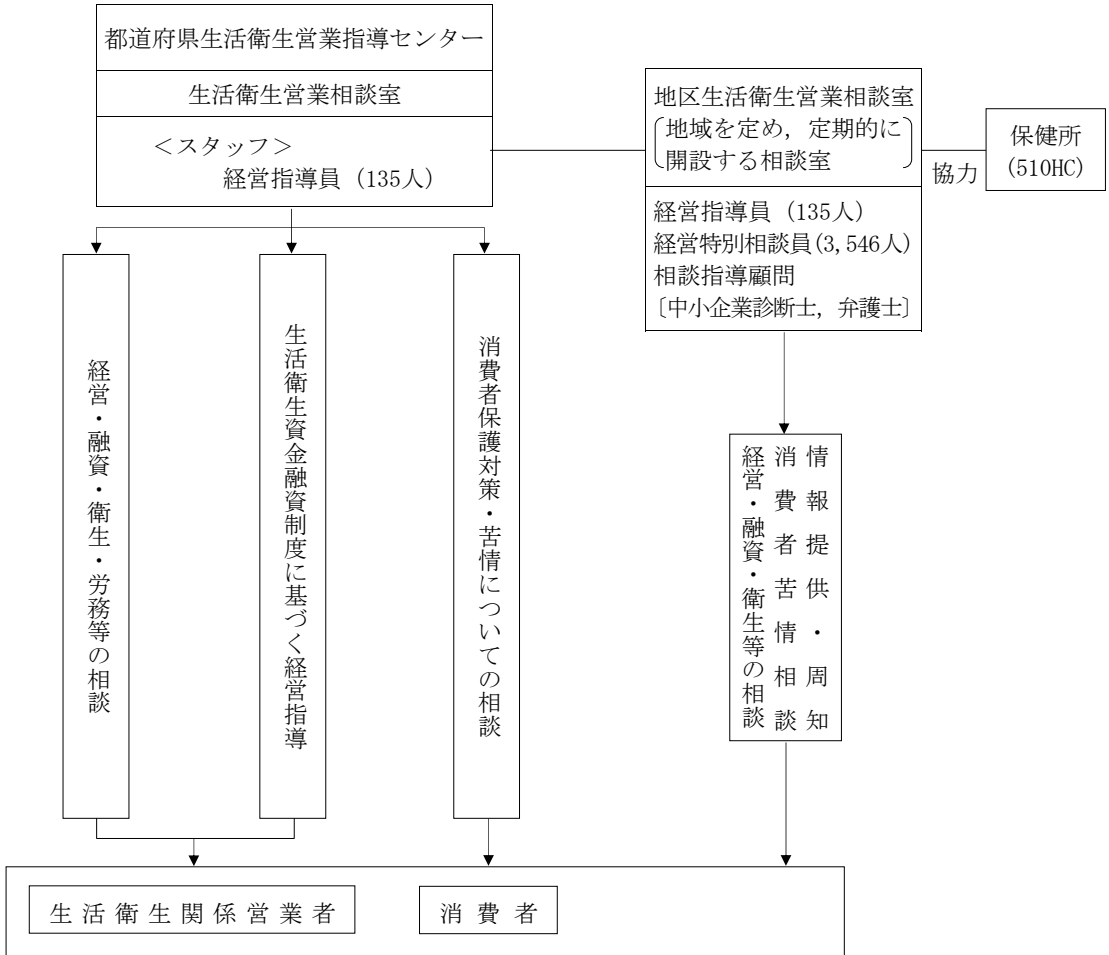 都道府県生活衛生営業指導センター
生活衛生営業相談室
＜スタッフ＞
経営指導員（135人）
地区生活衛生営業相談室
〔地域を定め，定期的に
開設する相談室〕
経営指導員（135人）
経営特別相談員(3,546人)
相談指導顧問
〔中小企業診断士，弁護士〕
協力
保健所
(510HC)
経営・融資・衛生・労務等の相談
生活衛生資金融資制度に基づく経営指導
消費者保護対策・苦情についての相談
情報提供・周知
消費者苦情相談
経営・融資・衛生等の相談
生活衛生関係営業者
消費者